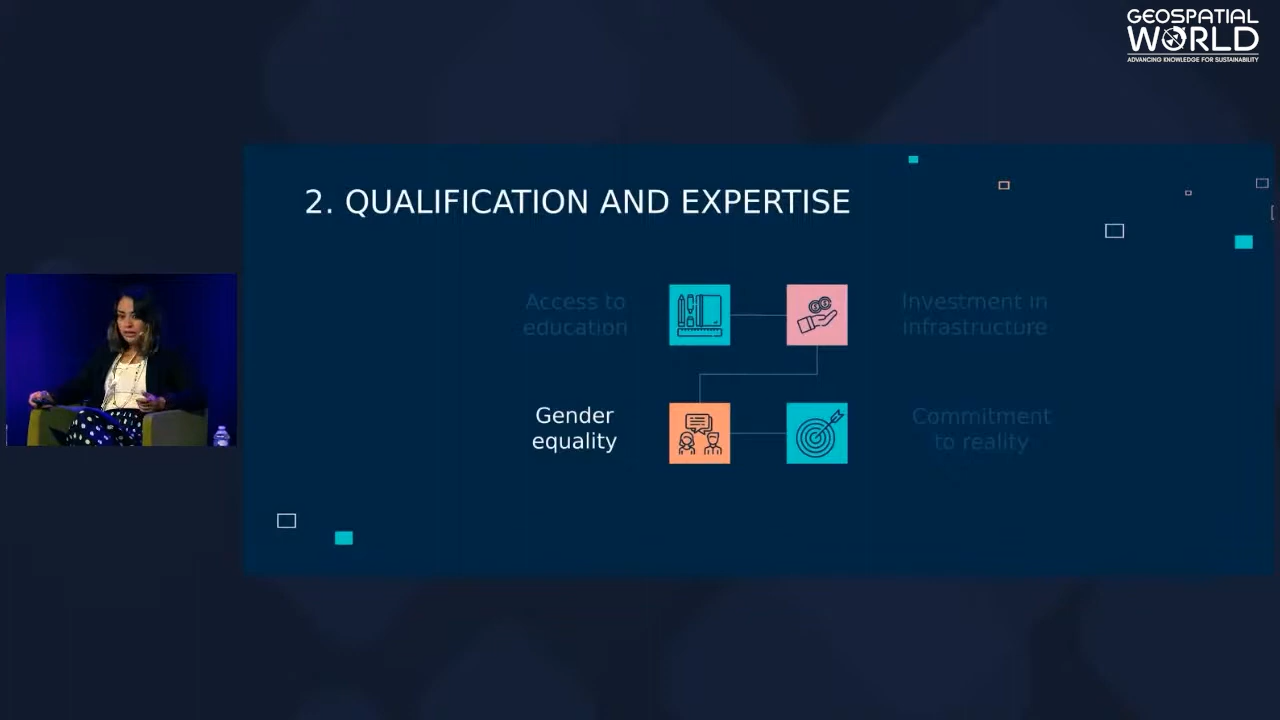 GEOSPATIAL
WORLD
ADVANCING KNOWLEDGE FOR SUSTAINABILITY
2. QUALIFICATION AND EXPERTISE
Access to
education
Investment in
infrastructure
Gender
equality
Commitment
to reality